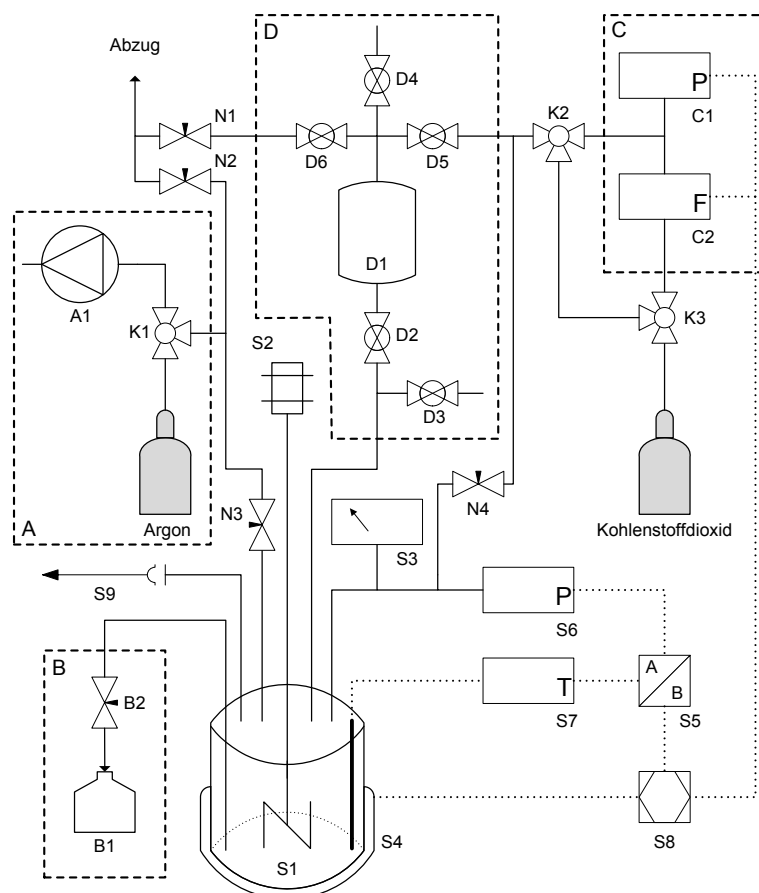 Abzug
D
C
D4
P
C1
N1
K2
N2
D6
D5
F
C2
D1
A1
K1
K3
S2
D2
D3
Argon
A
N3
N4
Kohlenstoffdioxid
S3
S9
P
S6
B
B2
T
S7
A
B
S5
B1
S1
S4
S8